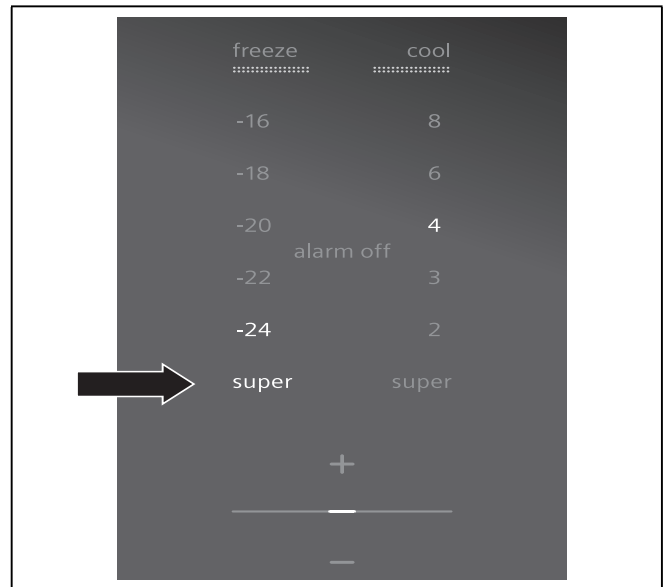 freeze cool
-16 8
-18 6
-20 4
alarm off
-22 3
-24 2
super super
+
—